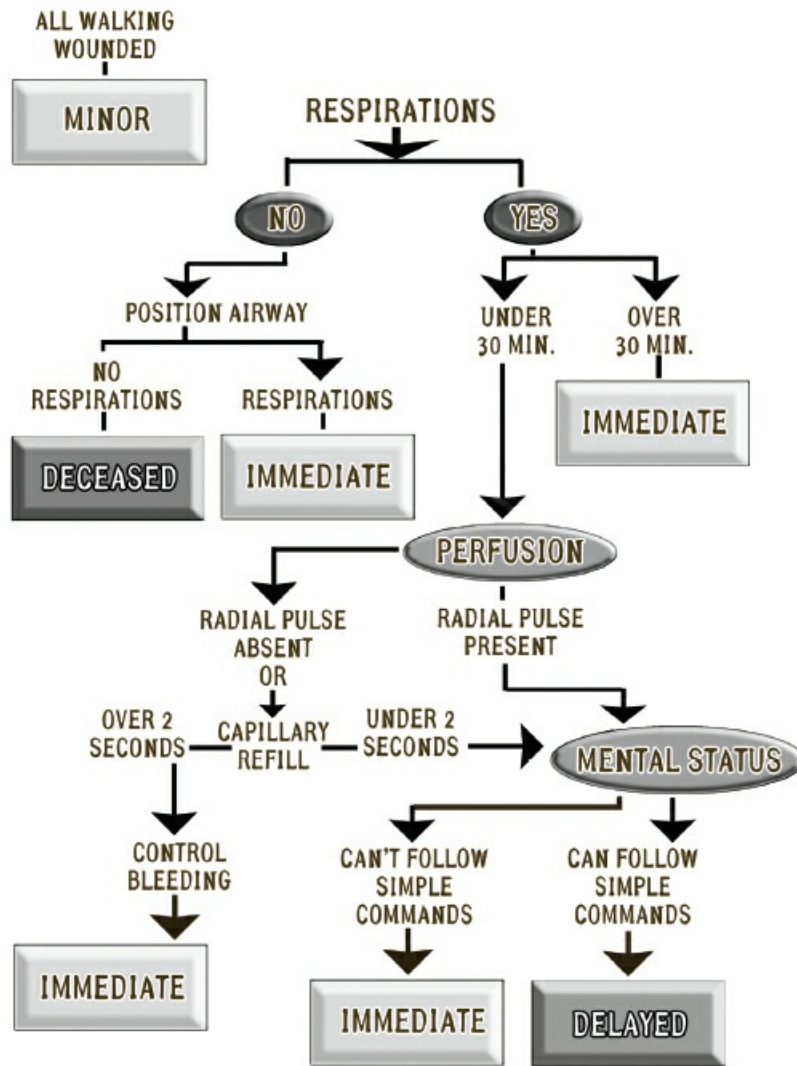 ALL WALKING
WOUNDED
MINOR
RESPIRATIONS
NO
YES
POSITION AIRWAY
UNDER
30 MIN.
OVER
30 MIN.
NO
RESPIRATIONS
RESPIRATIONS
IMMEDIATE
DECEASED
IMMEDIATE
PERFUSION
RADIAL PULSE
ABSENT
OR
RADIAL PULSE
PRESENT
OVER 2
SECONDS
CAPILLARY
REFILL
UNDER 2
SECONDS
MENTAL STATUS
CONTROL
BLEEDING
CAN'T FOLLOW
SIMPLE
COMMANDS
CAN FOLLOW
SIMPLE
COMMANDS
IMMEDIATE
IMMEDIATE
DELAYED